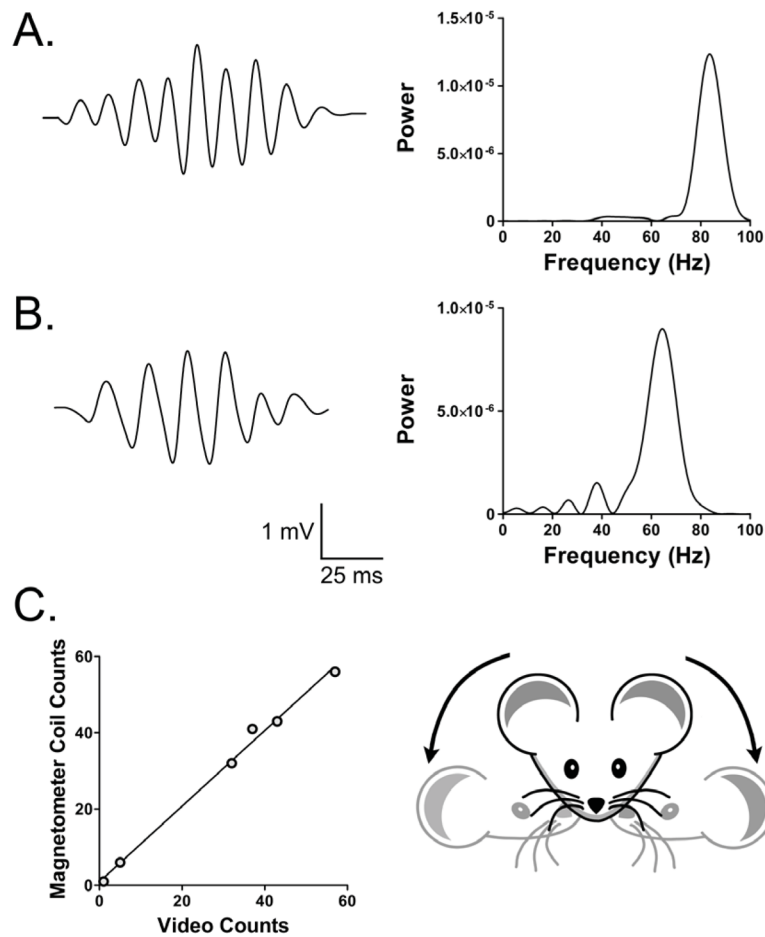 A.
1.5×10⁻⁵
1.0×10⁻⁵
5.0×10⁻⁶
0
Power
0 20 40 60 80 100
Frequency (Hz)
B.
1 mV
25 ms
1.0×10⁻⁵
5.0×10⁻⁶
0
Power
0 20 40 60 80 100
Frequency (Hz)
C.
Magnetometer Coil Counts
60
40
20
0
0 20 40 60
Video Counts